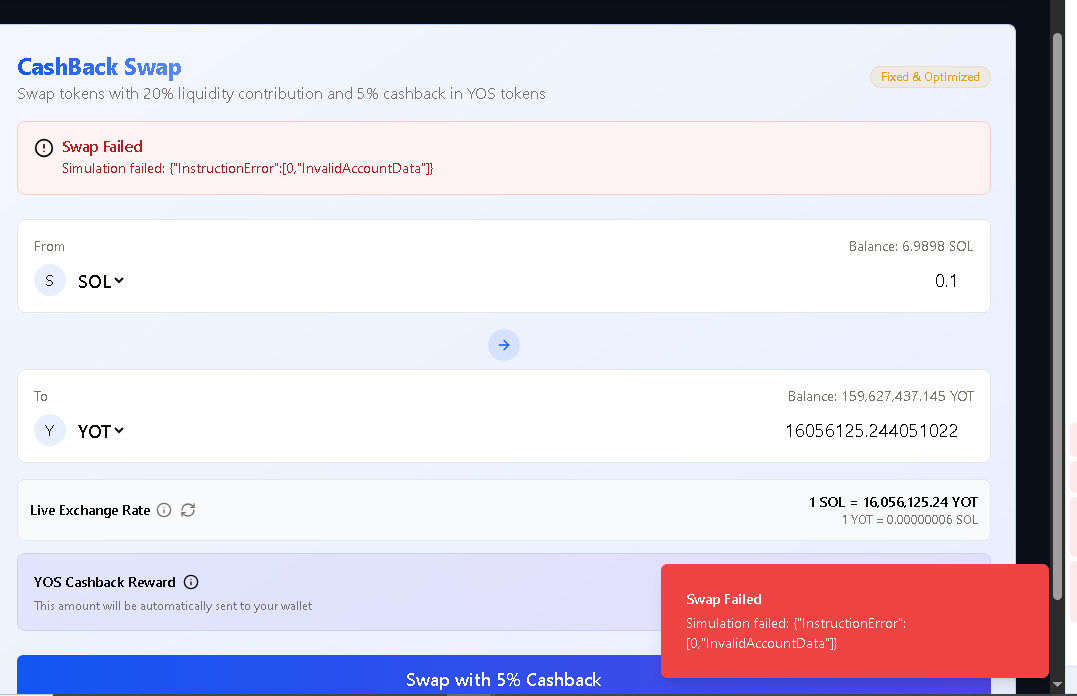 CashBack Swap
Swap tokens with 20% liquidity contribution and 5% cashback in YOS tokens
Fixed & Optimized
Swap Failed
Simulation failed: {"InstructionError":[0,"InvalidAccountData"]}
From
Balance: 6.9898 SOL
S
SOL
0.1
To
Balance: 159,627,437.145 YOT
Y
YOT
16056125.244051022
Live Exchange Rate
1 SOL = 16,056,125.24 YOT
1 YOT = 0.00000006 SOL
YOS Cashback Reward
This amount will be automatically sent to your wallet
Swap Failed
Simulation failed: {"InstructionError":
[0,"InvalidAccountData"]}
Swap with 5% Cashback